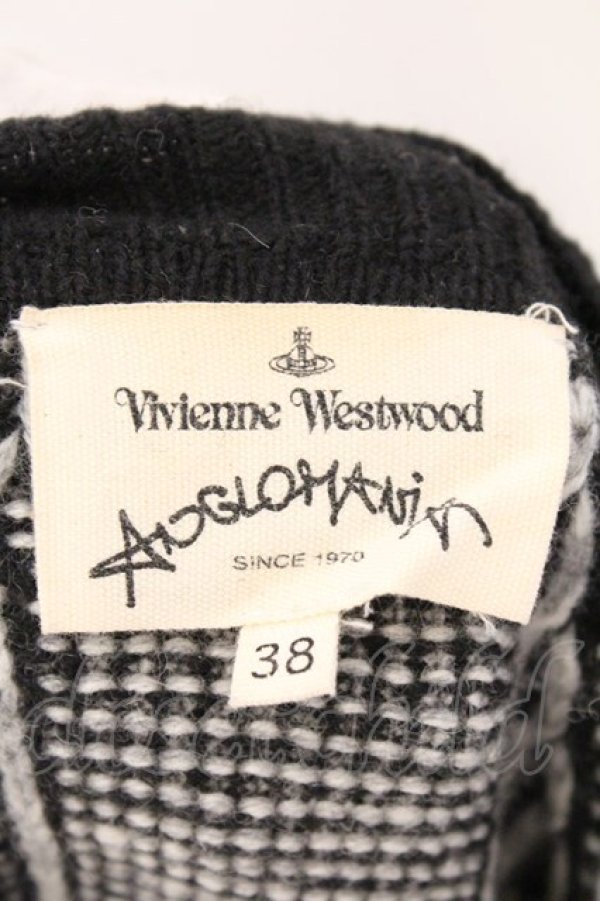 Vivienne Westwood
ANGLOMANiA
SINCE 1970
38